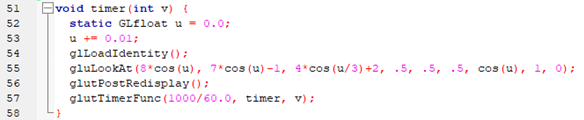 51 void timer(int v) {
52 static GLfloat u = 0.0;
53 u += 0.01;
54 glLoadIdentity();
55 gluLookAt(8*cos(u), 7*cos(u)-1, 4*cos(u/3)+2, .5, .5, .5, cos(u), 1, 0);
56 glutPostRedisplay();
57 glutTimerFunc(1000/60.0, timer, v);
58 }